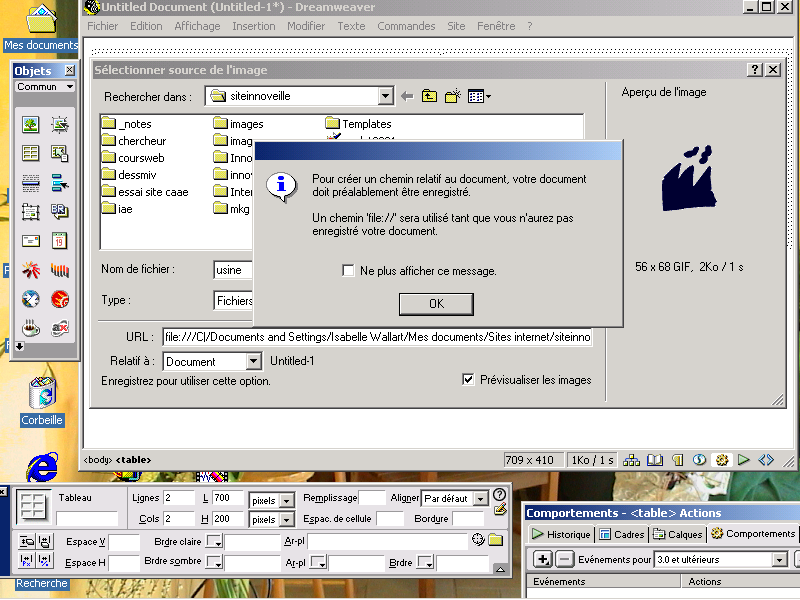 Untitled Document (Untitled-1*) - Dreamweaver
Fichier Edition Affichage Insertion Modifier Texte Commandes Site Fenêtre ?
Mes documents
Objets
Commun
Sélectionner source de l'image
Rechercher dans : siteinnoveille
Aperçu de l'image
_notes images Templates
chercheur
coursweb
dessmiv
essai site caae
iae mkg
Pour créer un chemin relatif au document, votre document
doit préalablement être enregistré.
Un chemin 'file://' sera utilisé tant que vous n'aurez pas
enregistré votre document.
Ne plus afficher ce message.
OK
56 x 68 GIF, 2Ko / 1 s
Nom de fichier : usine
Type : Fichiers
URL : file:///C|/Documents and Settings/Isabelle Wallart/Mes documents/Sites internet/siteinno
Relatif à : Document Untitled-1
Enregistrez pour utiliser cette option.
Prévisualiser les images
Corbeille
<body> <table>
709 x 410 1Ko / 1 s
Tableau Lignes 2 L 700 pixels Remplissage Aligner Par défaut
Cols 2 H 200 pixels Espac. de cellule Bordure
Espace V Brdre claire Ar-pl
Espace H Brdre sombre Ar-pl Brdre
Recherche
Comportements - <table> Actions
Historique Cadres Calques Comportements
Evénements pour 3.0 et ultérieurs
Evénements Actions